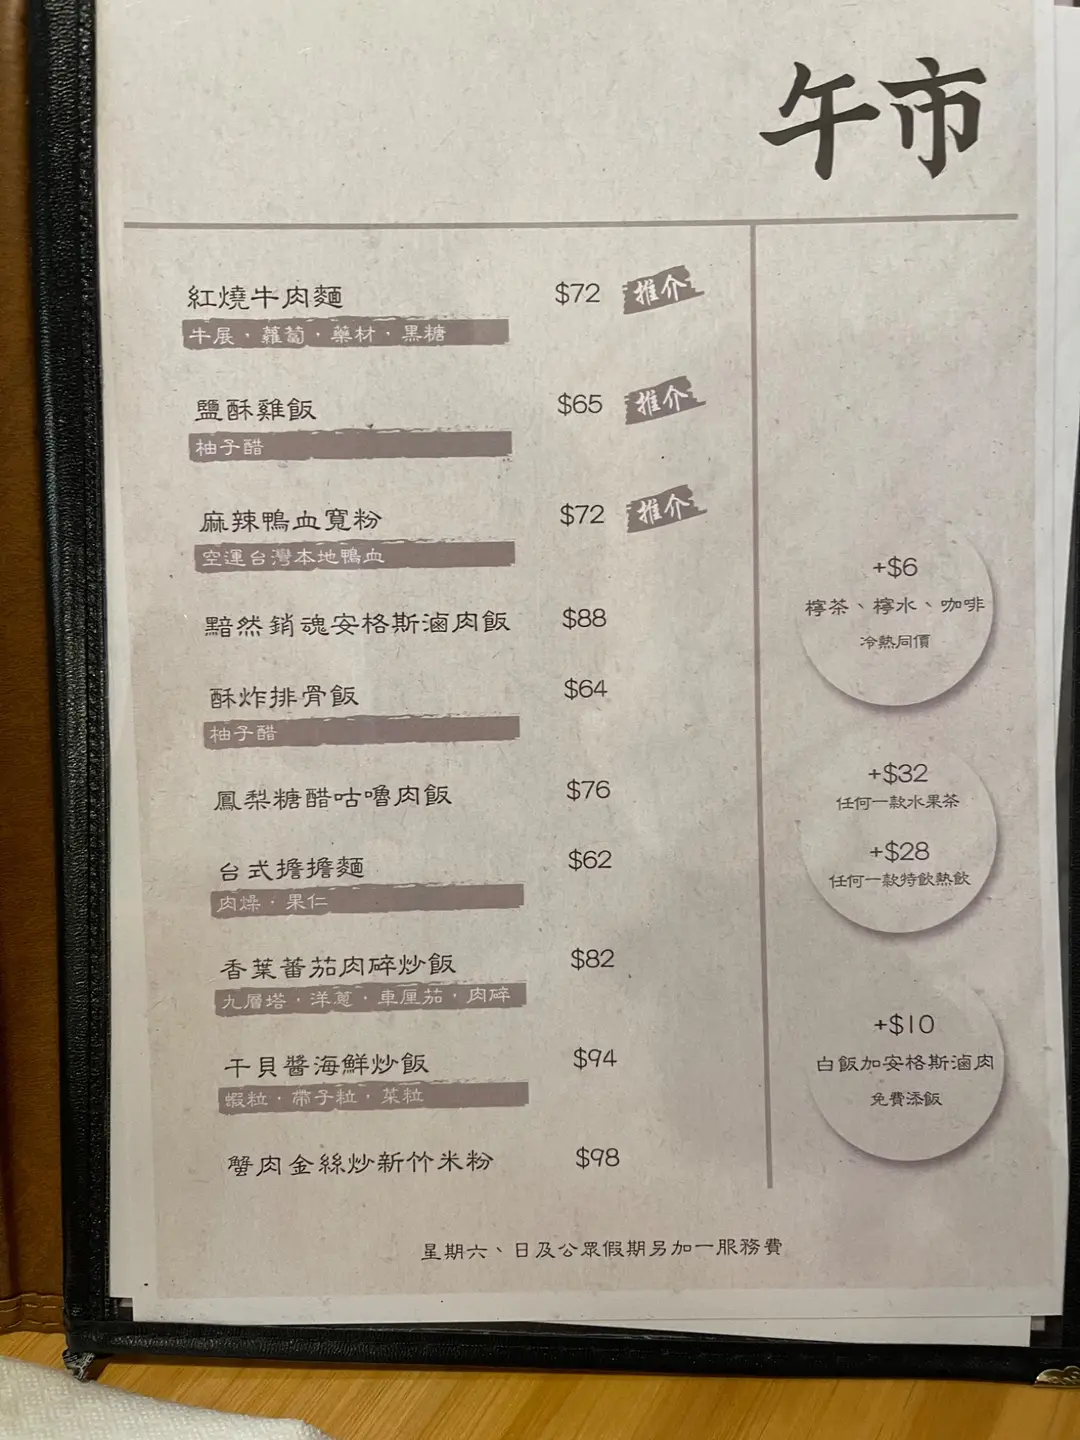 午市
紅燒牛肉麵 $72 推介
牛展，蘿蔔，藥材，黑糖
鹽酥雞飯 $65 推介
柚子醋
麻辣鴨血寬粉 $72 推介
空運台灣本地鴨血
黯然銷魂安格斯滷肉飯 $88
酥炸排骨飯 $64
柚子醋
鳳梨糖醋咕嚕肉飯 $76
台式擔擔麵 $62
肉燥，果仁
香葉蕃茄肉碎炒飯 $82
九層塔，洋蔥，車厘茄，肉碎
干貝醬海鮮炒飯 $94
蝦粒，帶子粒，菜粒
蟹肉金絲炒新竹米粉 $98
+$6
檸茶、檸水、咖啡
冷熱同價
+$32
任何一款水果茶
+$28
任何一款特飲熱飲
+$10
白飯加安格斯滷肉
免費添飯
星期六、日及公眾假期另加一服務費